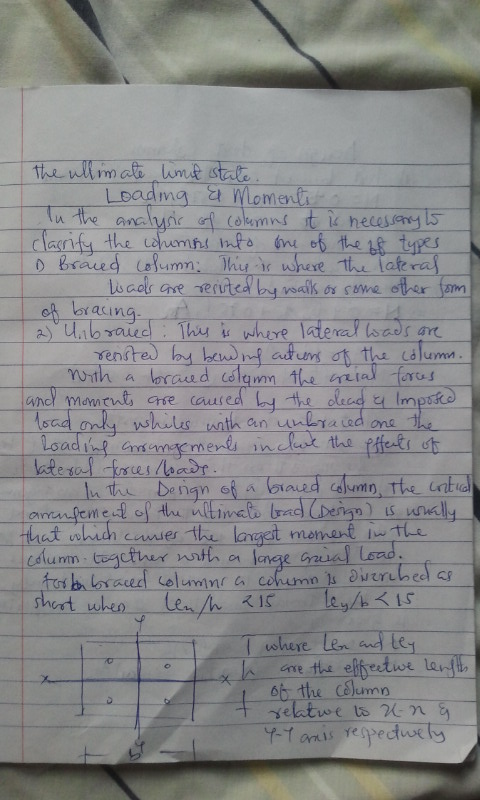 the ultimate limit state.
Loading & Moments
In the analysis of columns it is necessary to
classify the columns into one of the ff types
1) Braced column: This is where the lateral
loads are resisted by walls or some other form
of bracing.
2) Unbraced: This is where lateral loads are
resisted by bending actions of the column.
With a braced column the axial forces
and moments are caused by the dead & Imposed
load only whiles with an unbraced one the
loading arrangements include the effects of
lateral forces/loads.
In the Design of a braced column, the critical
arrangement of the ultimate load (Design) is usually
that which causes the largest moment in the
column together with a large axial load.
For braced columns a column is discribed as
short when lex/h <15 ley/b <15
y
where lex and ley
x x h are the effective length
of the column
relative to x-x &
y-y axis respectively
b y